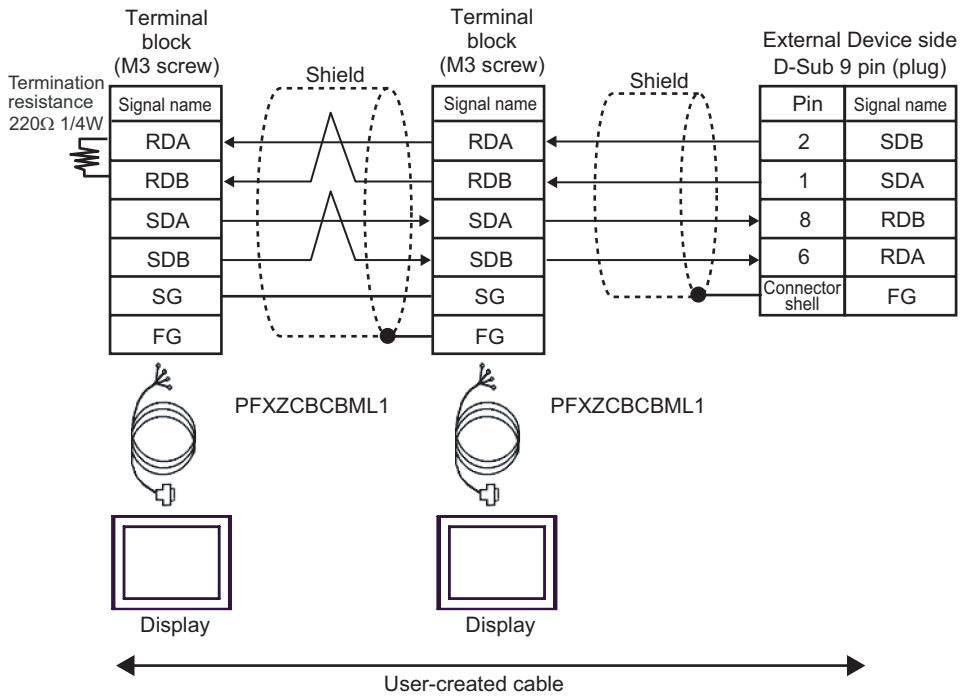 Terminal
block
(M3 screw)
Terminal
block
(M3 screw)
External Device side
D-Sub 9 pin (plug)
Termination
resistance
220Ω 1/4W
Shield
Shield
Signal name
Signal name
Pin Signal name
RDA
RDA
2 SDB
RDB
RDB
1 SDA
SDA
SDA
8 RDB
SDB
SDB
6 RDA
SG
SG
Connector
shell
FG
FG
FG
PFXZCBCBML1
PFXZCBCBML1
Display
Display
User-created cable